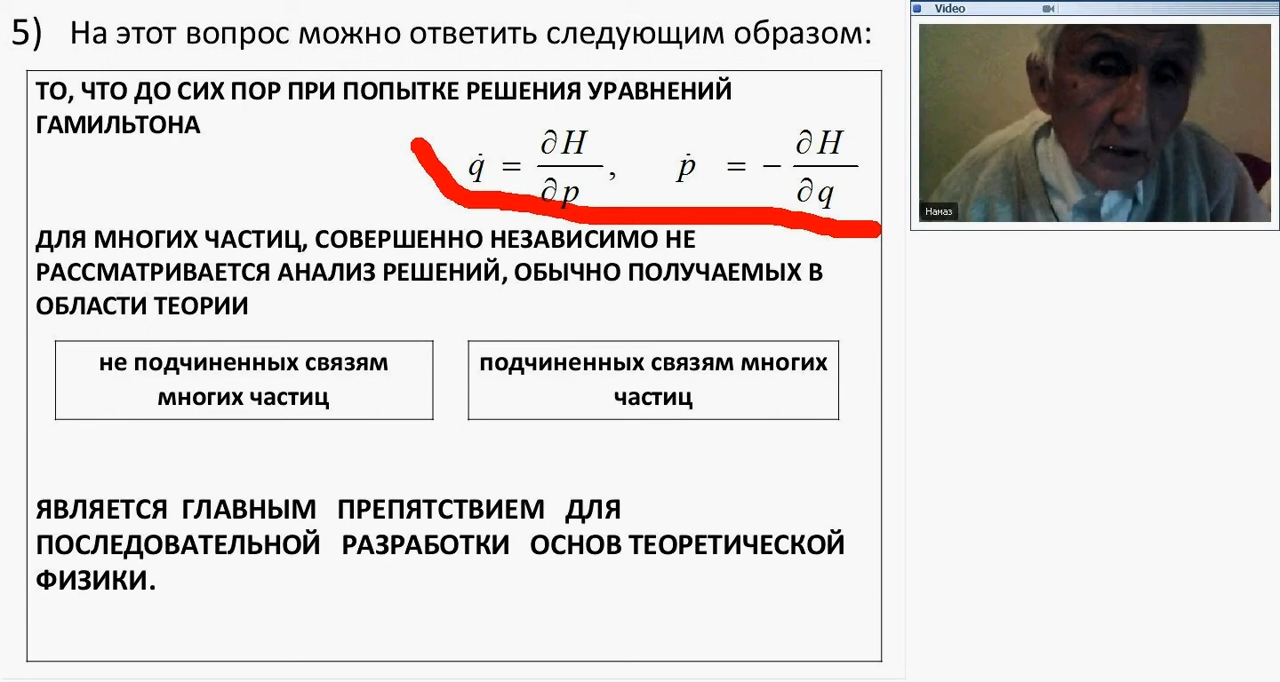 5) На этот вопрос можно ответить следующим образом:
ТО, ЧТО ДО СИХ ПОР ПРИ ПОПЫТКЕ РЕШЕНИЯ УРАВНЕНИЙ
ГАМИЛЬТОНА
q̇ = ∂H/∂p, ṗ = −∂H/∂q
ДЛЯ МНОГИХ ЧАСТИЦ, СОВЕРШЕННО НЕЗАВИСИМО НЕ
РАССМАТРИВАЕТСЯ АНАЛИЗ РЕШЕНИЙ, ОБЫЧНО ПОЛУЧАЕМЫХ В
ОБЛАСТИ ТЕОРИИ
не подчиненных связям
многих частиц
подчиненных связям многих
частиц
ЯВЛЯЕТСЯ ГЛАВНЫМ ПРЕПЯТСТВИЕМ ДЛЯ
ПОСЛЕДОВАТЕЛЬНОЙ РАЗРАБОТКИ ОСНОВ ТЕОРЕТИЧЕСКОЙ
ФИЗИКИ.
Video
Намаз